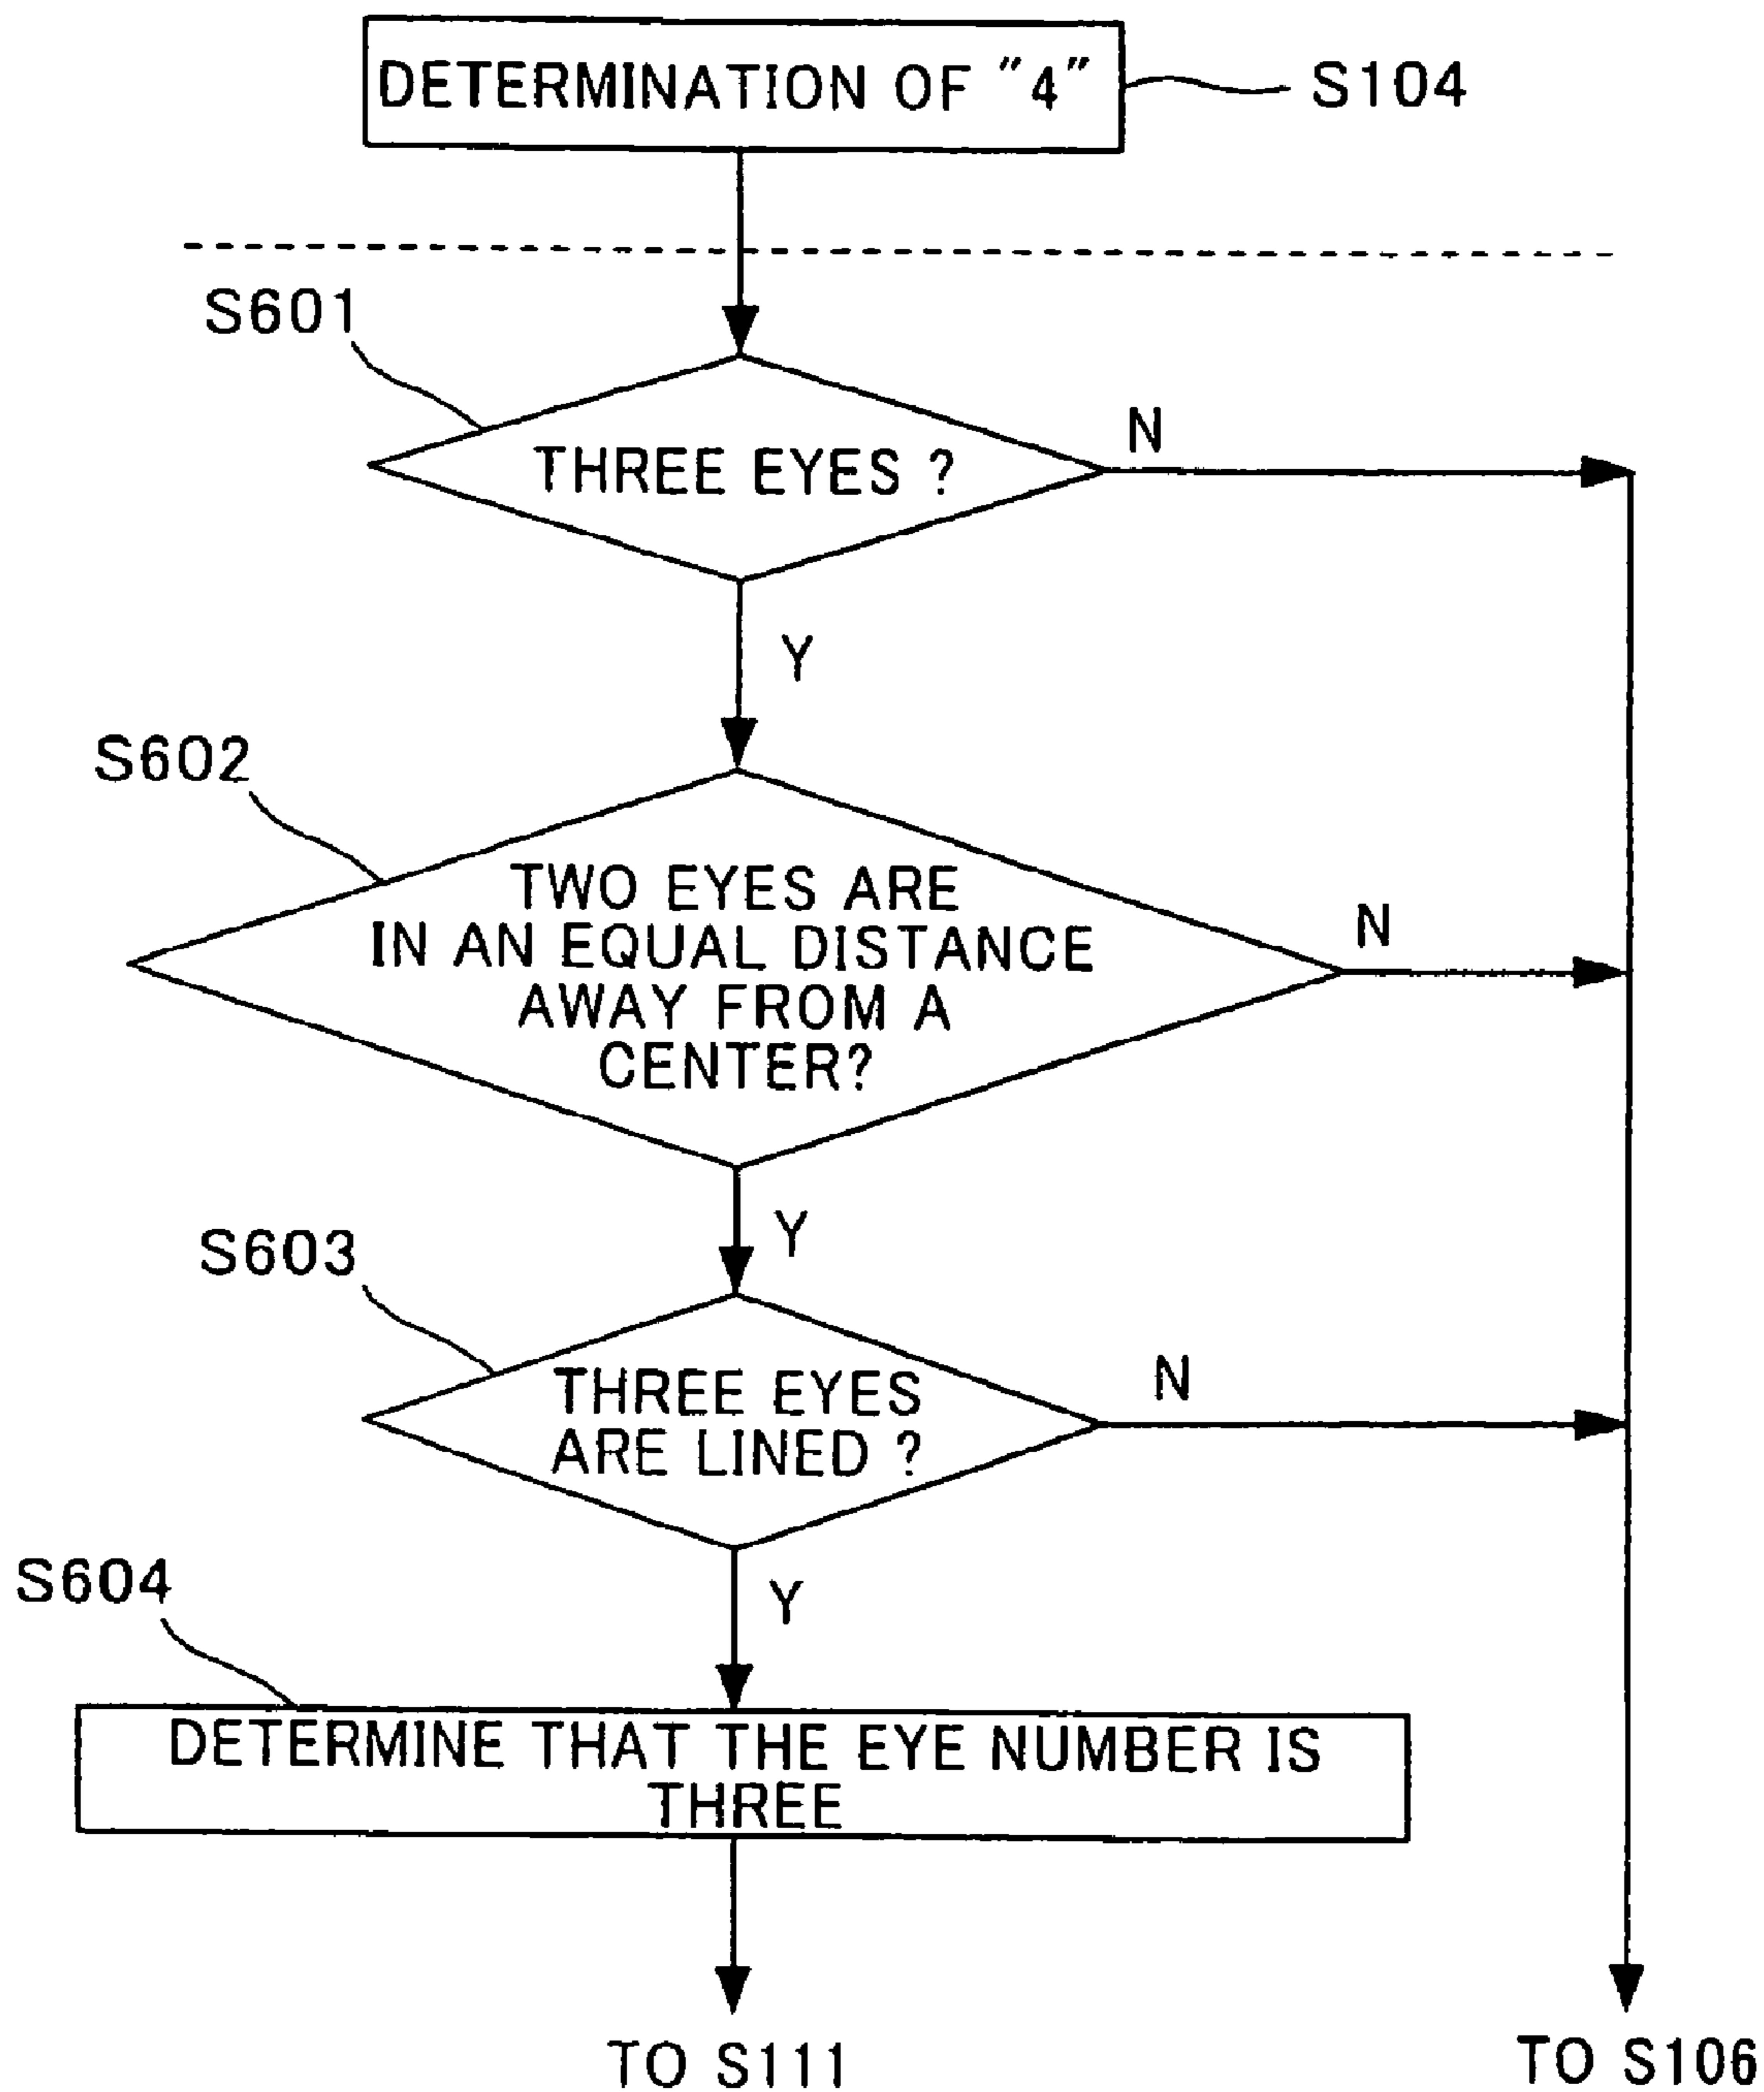 DETERMINATION OF "4"
S104
S601
THREE EYES ?
N
Y
S602
TWO EYES ARE
IN AN EQUAL DISTANCE
AWAY FROM A
CENTER?
N
Y
S603
THREE EYES
ARE LINED ?
N
Y
S604
DETERMINE THAT THE EYE NUMBER IS
THREE
TO S111
TO S106